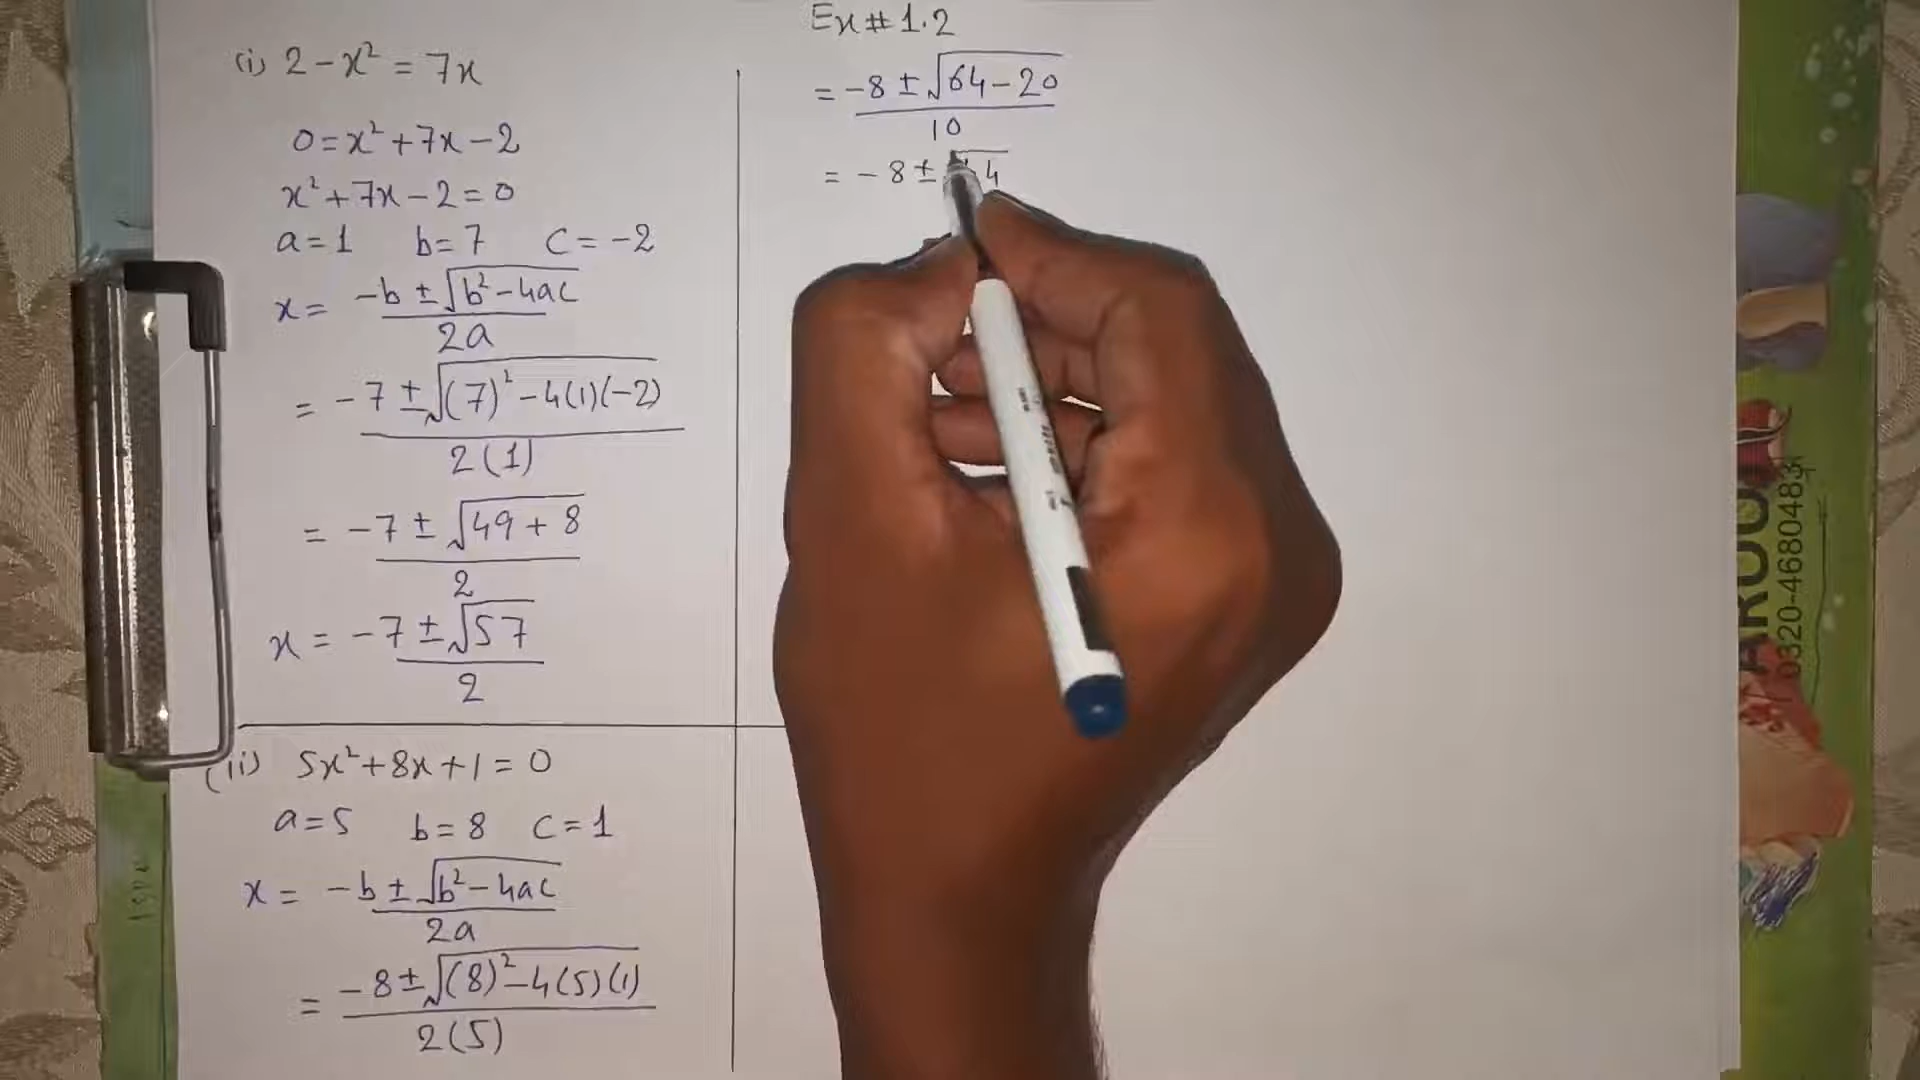 Ex # 1.2
(i) 2 - x² = 7x
0 = x² + 7x - 2
x² + 7x - 2 = 0
a = 1 b = 7 c = -2
x = -b ± √(b² - 4ac)
2a
= -7 ± √((7)² - 4(1)(-2))
2(1)
= -7 ± √(49 + 8)
2
x = -7 ± √57
2
(ii) 5x² + 8x + 1 = 0
a = 5 b = 8 c = 1
x = -b ± √(b² - 4ac)
2a
= -8 ± √((8)² - 4(5)(1))
2(5)
= -8 ± √(64 - 20)
10
= -8 ± 4
0320-4680483